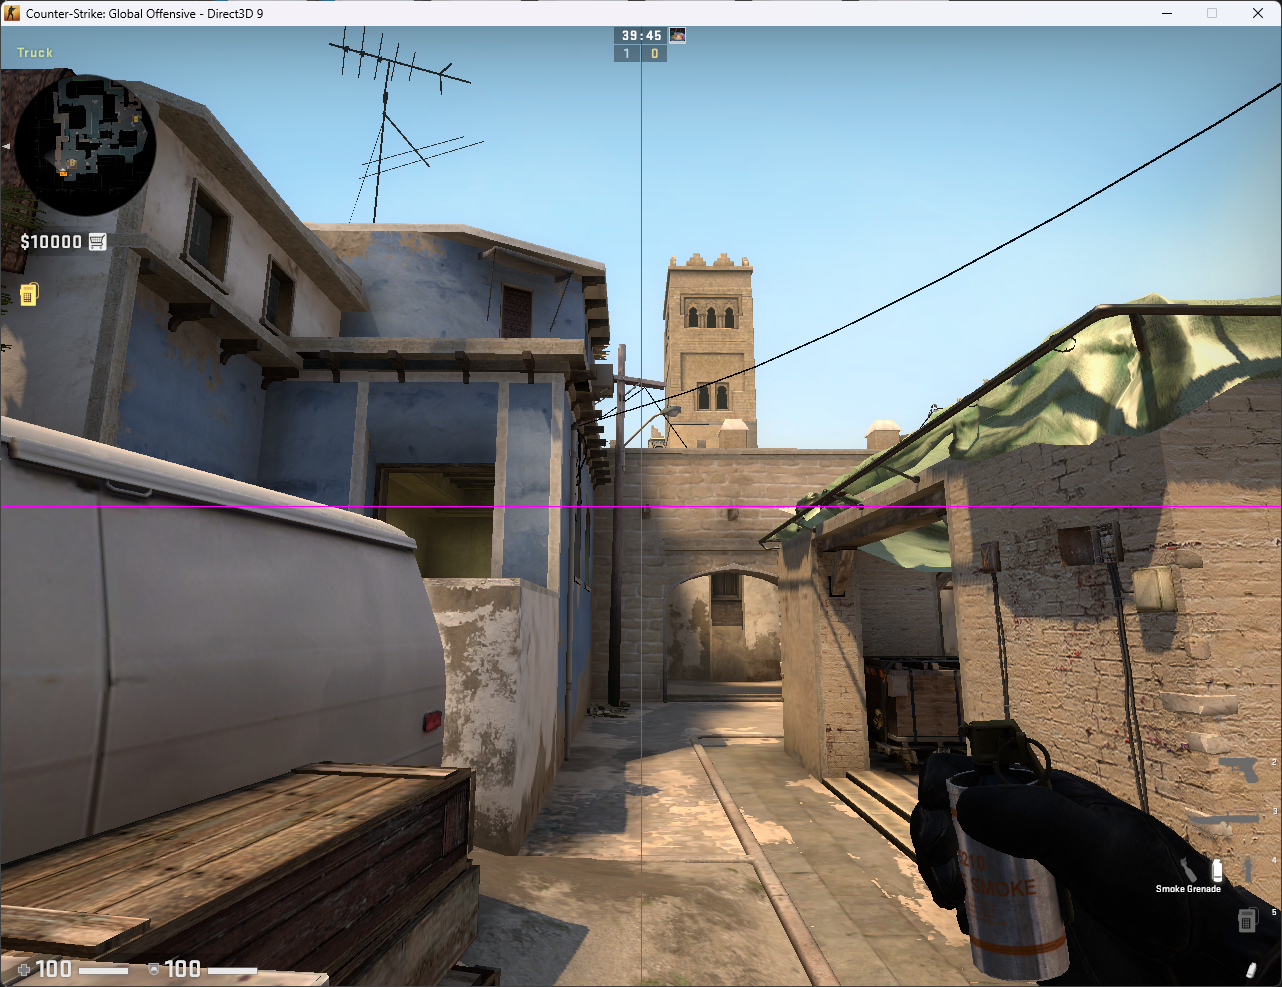 Counter-Strike: Global Offensive - Direct3D 9
39:45
1 0
Truck
B
$10000
2
3
4
SMOKE
Smoke Grenade
5
100 100